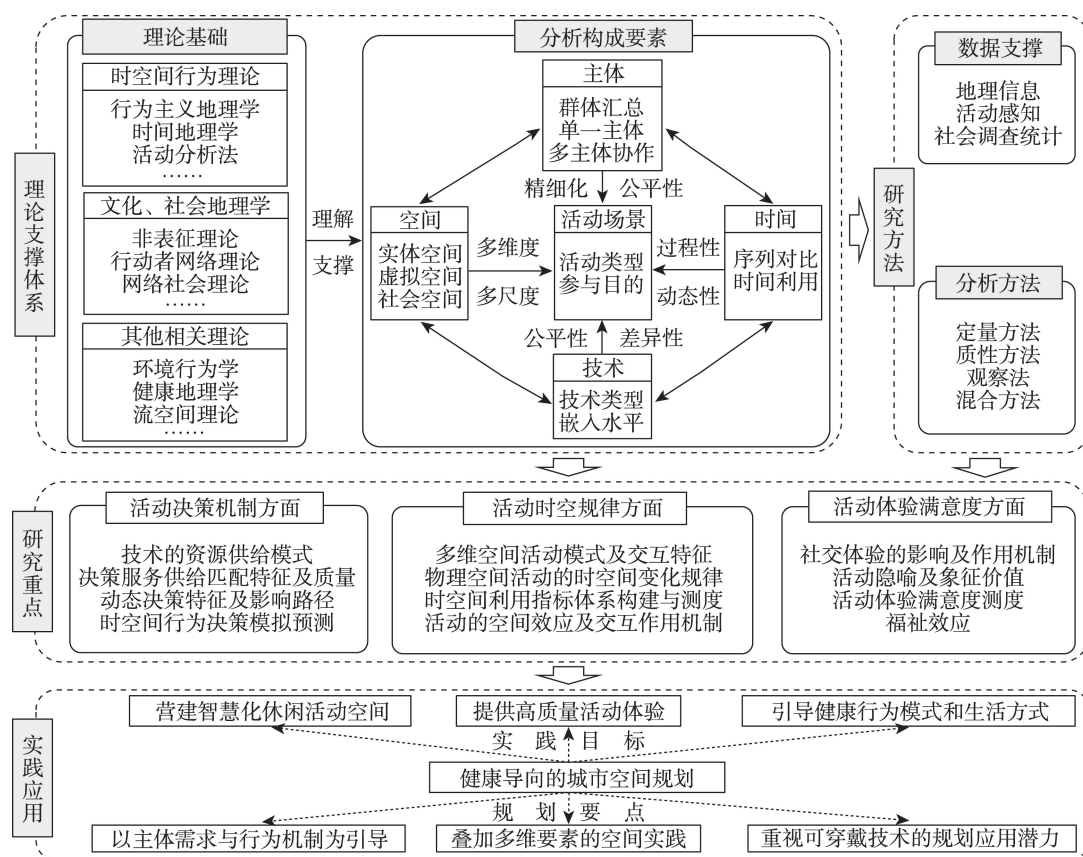 理论支撑体系
理论基础
时空间行为理论
行为主义地理学
时间地理学
活动分析法
……
文化、社会地理学
非表征理论
行动者网络理论
网络社会理论
……
其他相关理论
环境行为学
健康地理学
流空间理论
……
理解
支撑
分析构成要素
主体
群体汇总
单一主体
多主体协作
精细化
公平性
空间
实体空间
虚拟空间
社会空间
多维度
多尺度
活动场景
活动类型
参与目的
过程性
动态性
时间
序列对比
时间利用
公平性
差异性
技术
技术类型
嵌入水平
研究方法
数据支撑
地理信息
活动感知
社会调查统计
分析方法
定量方法
质性方法
观察法
混合方法
研究重点
活动决策机制方面
技术的资源供给模式
决策服务供给匹配特征及质量
动态决策特征及影响路径
时空间行为决策模拟预测
活动时空规律方面
多维空间活动模式及交互特征
物理空间活动的时空间变化规律
时空间利用指标体系构建与测度
活动的空间效应及交互作用机制
活动体验满意度方面
社交体验的影响及作用机制
活动隐喻及象征价值
活动体验满意度测度
福祉效应
实践应用
营建智慧化休闲活动空间
提供高质量活动体验
引导健康行为模式和生活方式
实践目标
健康导向的城市空间规划
规划要点
以主体需求与行为机制为引导
叠加多维要素的空间实践
重视可穿戴技术的规划应用潜力